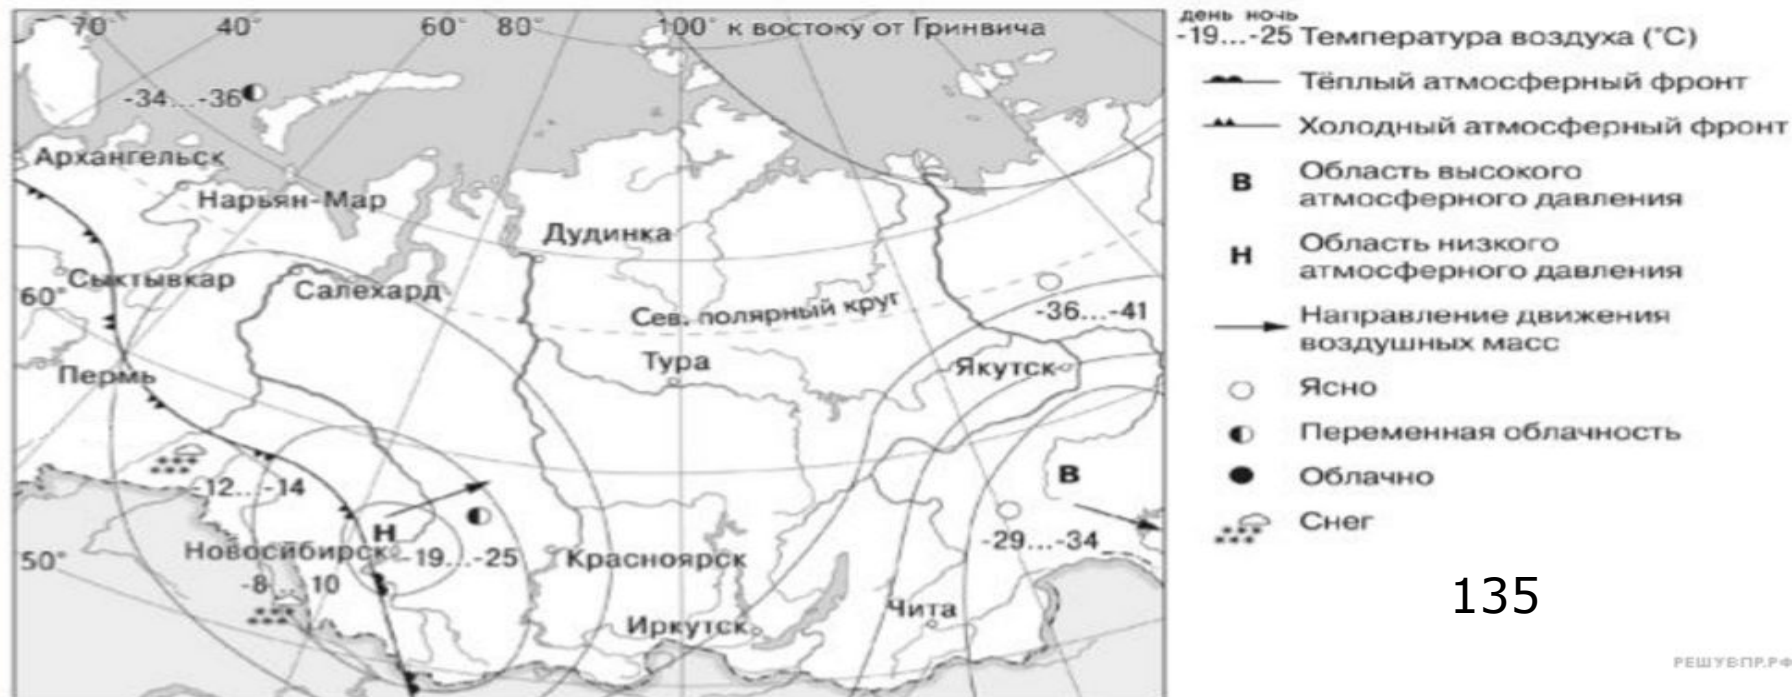 70° 40° 60° 80° 100° к востоку от Гринвича
-34...-36
Архангельск
Нарьян-Мар
Дудинка
Сыктывкар
60°
Салехард
Сев. полярный круг
-36...-41
Тура
Якутск
Пермь
-12...-14
В
Н
Новосибирск
-19...-25
50°
Красноярск
-29...-34
-8...-10
Чита
Иркутск
день ночь
-19...-25 Температура воздуха (°C)
Тёплый атмосферный фронт
Холодный атмосферный фронт
В
Область высокого
атмосферного давления
Н
Область низкого
атмосферного давления
Направление движения
воздушных масс
Ясно
Переменная облачность
Облачно
Снег
135
РЕШУВПР.РФ